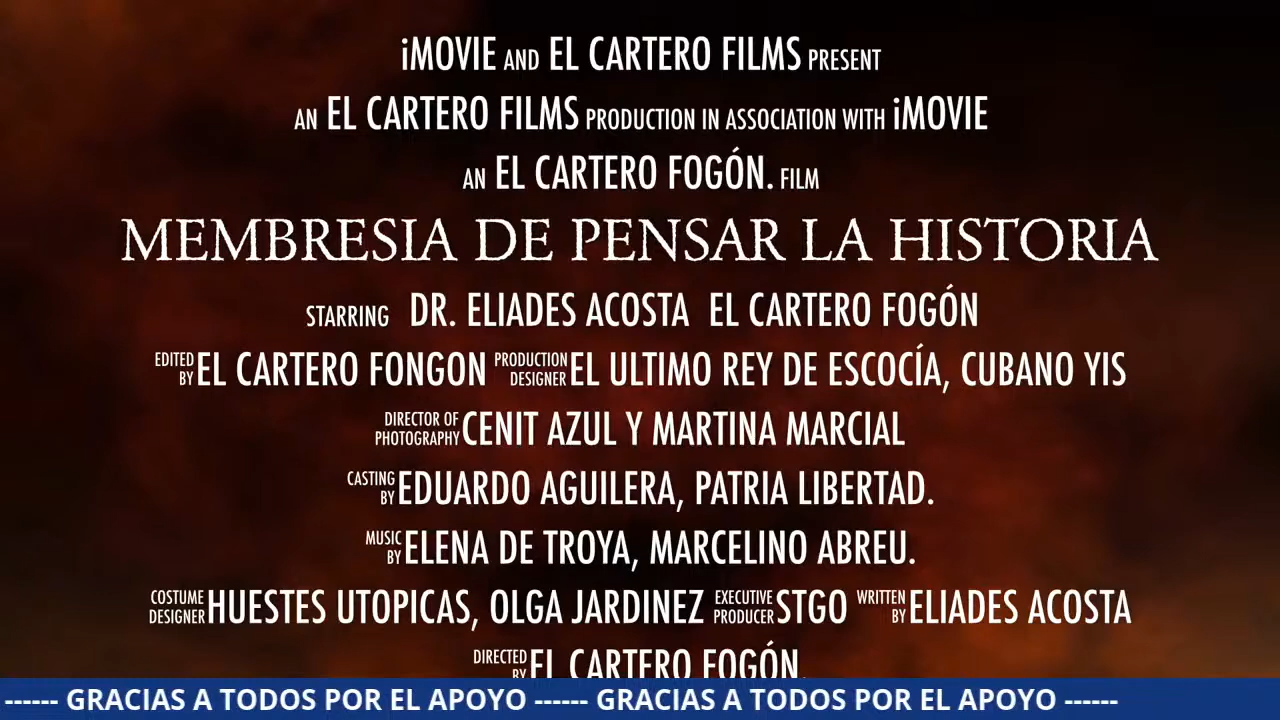 iMOVIE AND EL CARTERO FILMS PRESENT
AN EL CARTERO FILMS PRODUCTION IN ASSOCIATION WITH iMOVIE
AN EL CARTERO FOGÓN. FILM
MEMBRESIA DE PENSAR LA HISTORIA
STARRING DR. ELIADES ACOSTA EL CARTERO FOGÓN
EDITED BY EL CARTERO FONGON PRODUCTION DESIGNER EL ULTIMO REY DE ESCOCÍA, CUBANO YIS
DIRECTOR OF PHOTOGRAPHY CENIT AZUL Y MARTINA MARCIAL
CASTING BY EDUARDO AGUILERA, PATRIA LIBERTAD.
MUSIC BY ELENA DE TROYA, MARCELINO ABREU.
COSTUME DESIGNER HUESTES UTOPICAS, OLGA JARDINEZ EXECUTIVE PRODUCER STGO WRITTEN BY ELIADES ACOSTA
DIRECTED BY EL CARTERO FOGÓN.
------ GRACIAS A TODOS POR EL APOYO ------ GRACIAS A TODOS POR EL APOYO ------